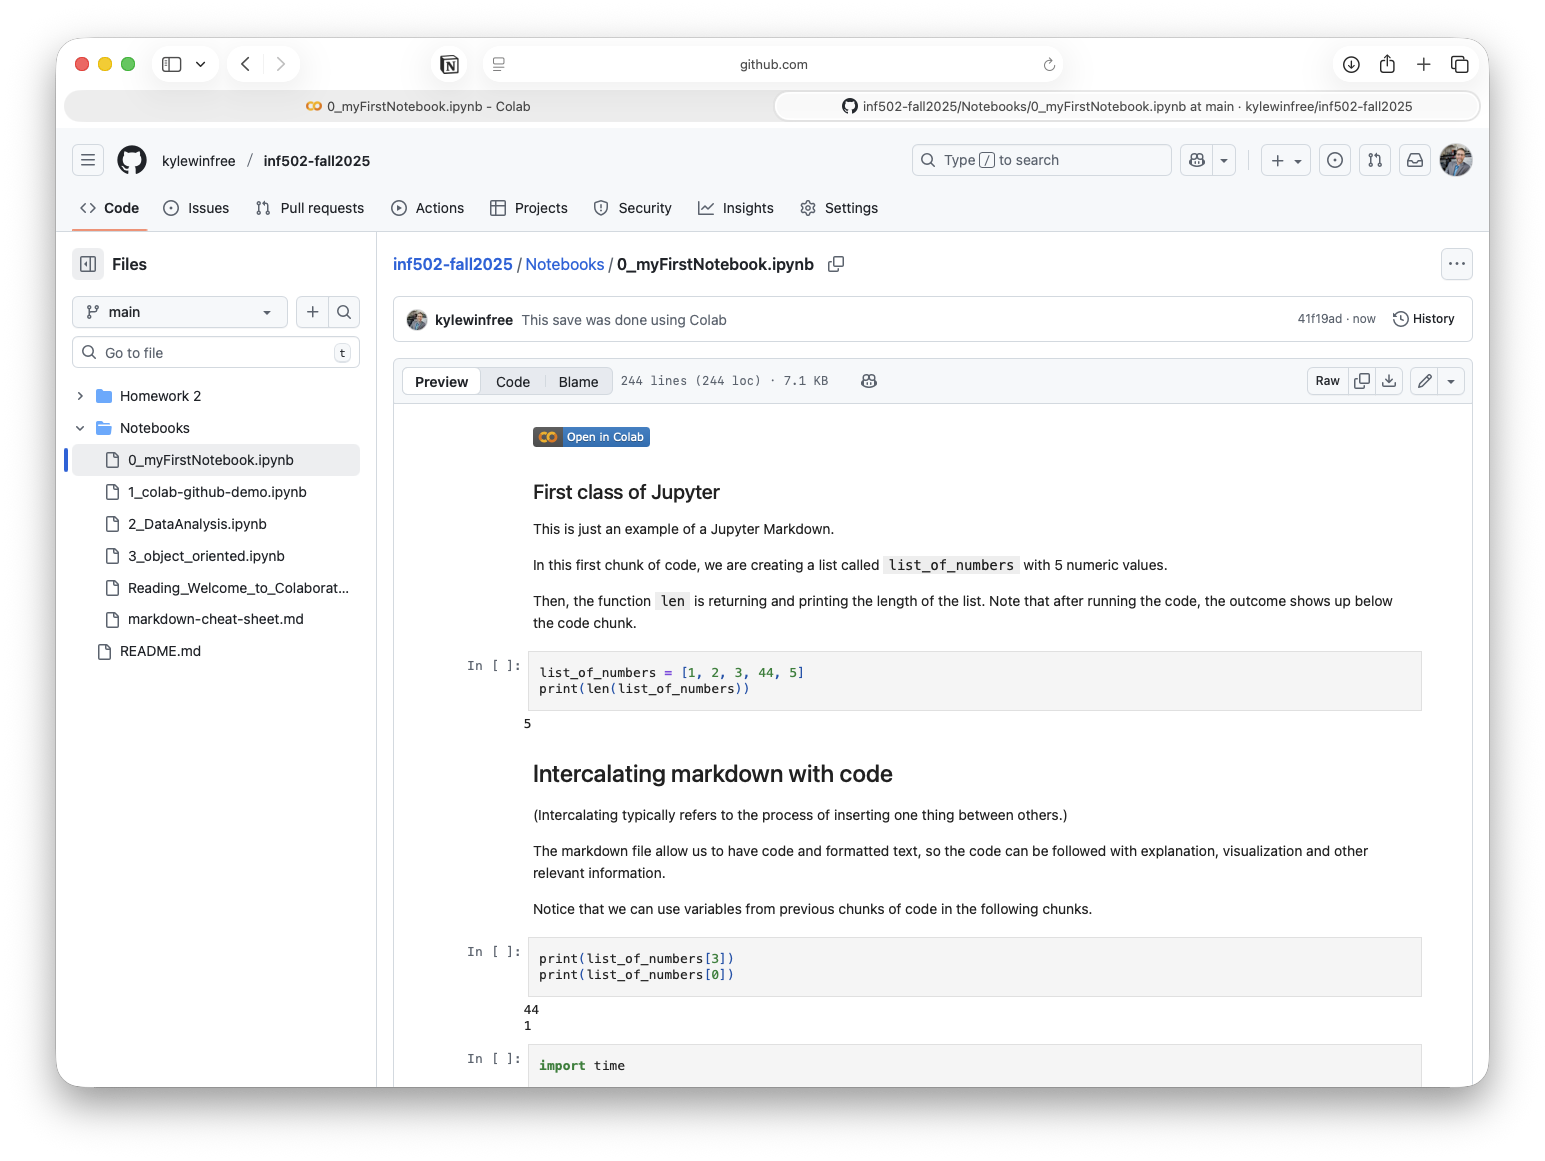 github.com
0_myFirstNotebook.ipynb - Colab
inf502-fall2025/Notebooks/0_myFirstNotebook.ipynb at main · kylewinfree/inf502-fall2025
kylewinfree / inf502-fall2025
Type / to search
Code Issues Pull requests Actions Projects Security Insights Settings
Files
main
Go to file t
Homework 2
Notebooks
0_myFirstNotebook.ipynb
1_colab-github-demo.ipynb
2_DataAnalysis.ipynb
3_object_oriented.ipynb
Reading_Welcome_to_Colaborat...
markdown-cheat-sheet.md
README.md
inf502-fall2025 / Notebooks / 0_myFirstNotebook.ipynb
kylewinfree This save was done using Colab 41f19ad · now History
Preview Code Blame 244 lines (244 loc) · 7.1 KB Raw
Open in Colab
First class of Jupyter
This is just an example of a Jupyter Markdown.
In this first chunk of code, we are creating a list called list_of_numbers with 5 numeric values.
Then, the function len is returning and printing the length of the list. Note that after running the code, the outcome shows up below
the code chunk.
In [ ]: list_of_numbers = [1, 2, 3, 44, 5]
print(len(list_of_numbers))
5
Intercalating markdown with code
(Intercalating typically refers to the process of inserting one thing between others.)
The markdown file allow us to have code and formatted text, so the code can be followed with explanation, visualization and other
relevant information.
Notice that we can use variables from previous chunks of code in the following chunks.
In [ ]: print(list_of_numbers[3])
print(list_of_numbers[0])
44
1
In [ ]: import time